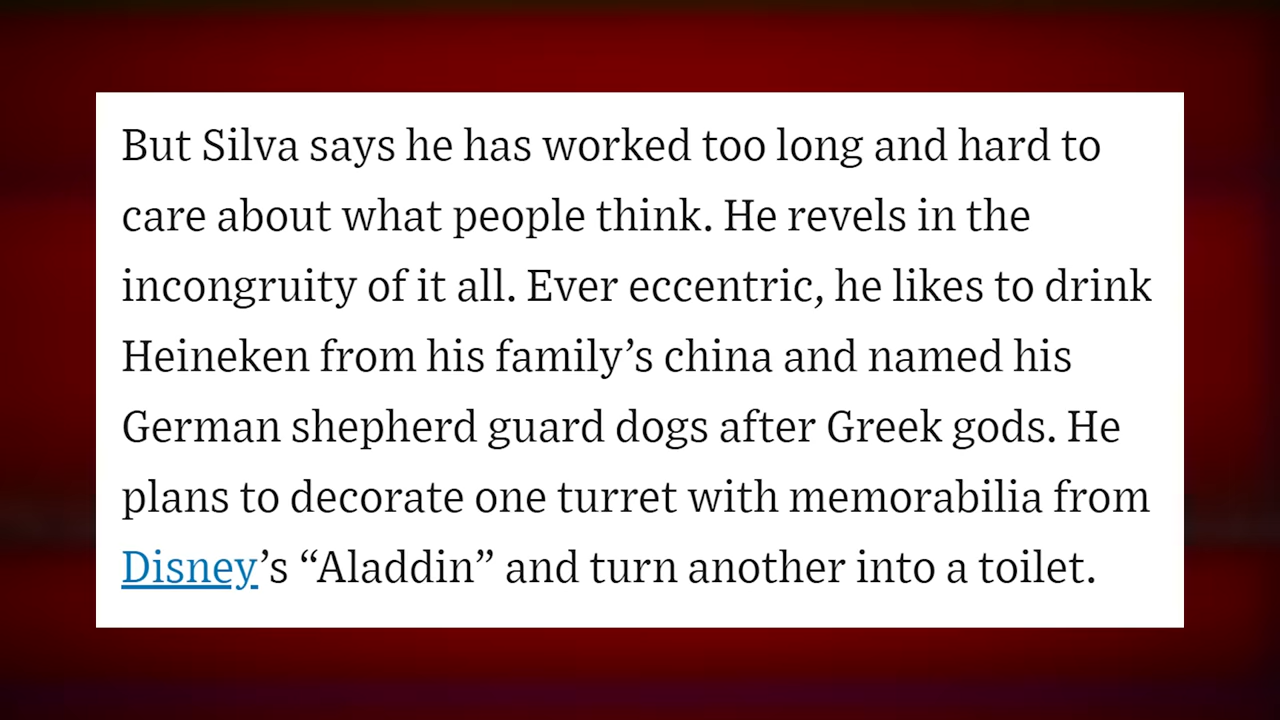 But Silva says he has worked too long and hard to
care about what people think. He revels in the
incongruity of it all. Ever eccentric, he likes to drink
Heineken from his family’s china and named his
German shepherd guard dogs after Greek gods. He
plans to decorate one turret with memorabilia from
Disney’s “Aladdin” and turn another into a toilet.